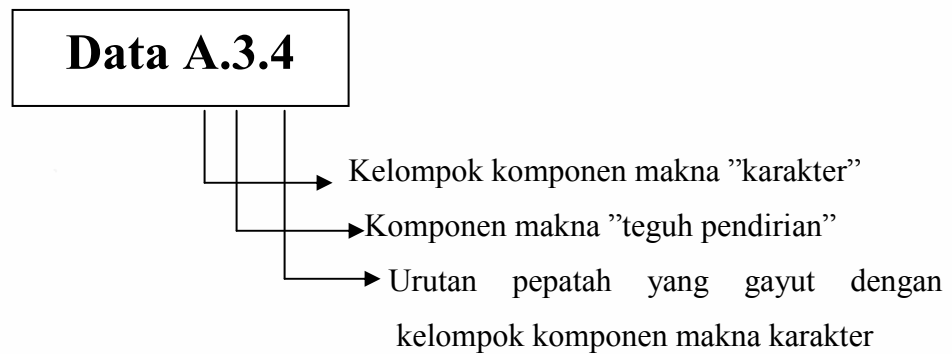 Data A.3.4
Kelompok komponen makna ”karakter”
Komponen makna ”teguh pendirian”
Urutan pepatah yang gayut dengan
kelompok komponen makna karakter